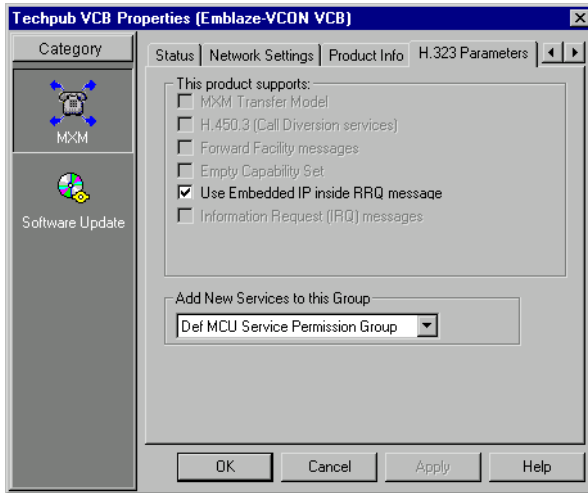 Techpub VCB Properties (Emblaze-VCON VCB)
Category
MXM
Software Update
Status
Network Settings
Product Info
H.323 Parameters
This product supports:
MXM Transfer Model
H.450.3 (Call Diversion services)
Forward Facility messages
Empty Capability Set
Use Embedded IP inside RRQ message
Information Request (IRQ) messages
Add New Services to this Group
Def MCU Service Permission Group
OK
Cancel
Apply
Help